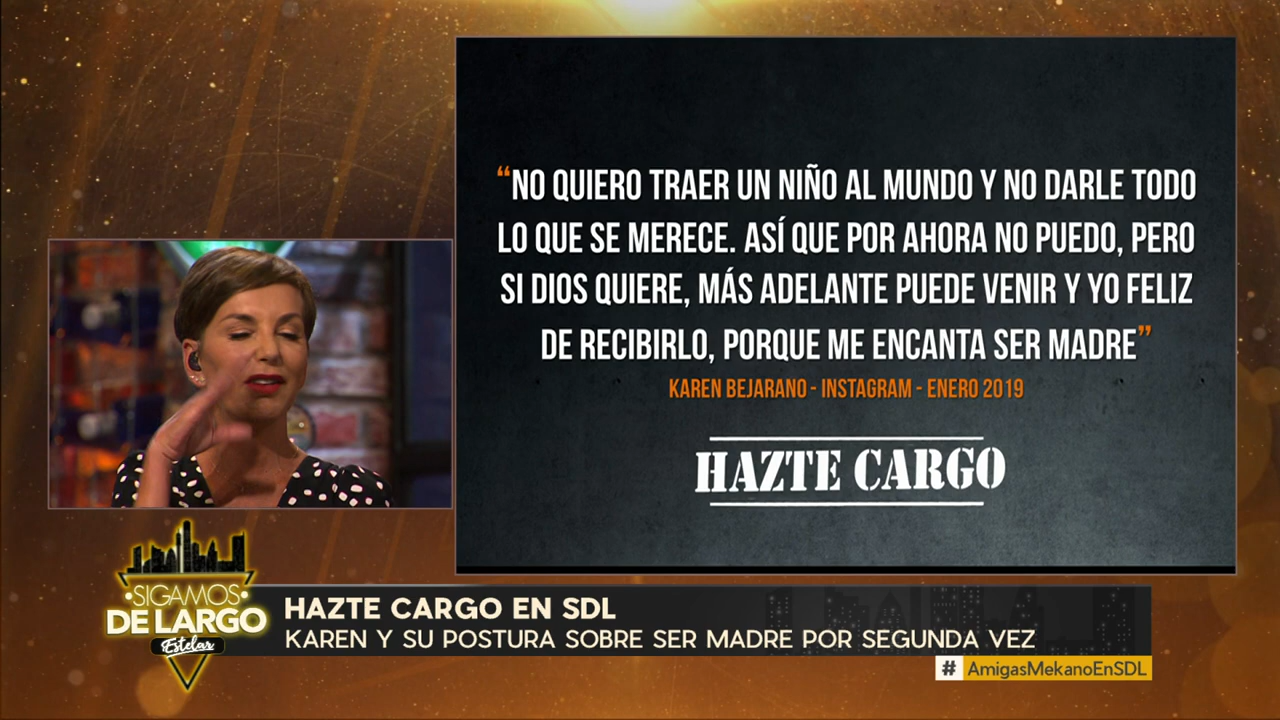 “NO QUIERO TRAER UN NIÑO AL MUNDO Y NO DARLE TODO
LO QUE SE MERECE. ASÍ QUE POR AHORA NO PUEDO, PERO
SI DIOS QUIERE, MÁS ADELANTE PUEDE VENIR Y YO FELIZ
DE RECIBIRLO, PORQUE ME ENCANTA SER MADRE”
KAREN BEJARANO - INSTAGRAM - ENERO 2019
HAZTE CARGO
SIGAMOS
DE LARGO
Estelar
HAZTE CARGO EN SDL
KAREN Y SU POSTURA SOBRE SER MADRE POR SEGUNDA VEZ
# AmigasMekanoEnSDL